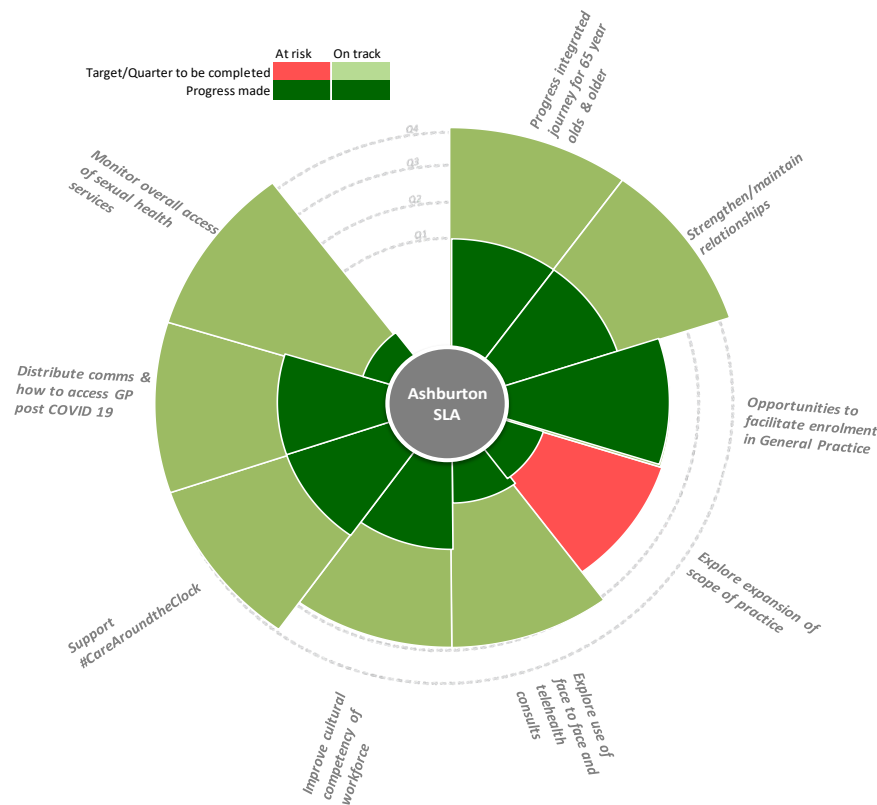 At risk On track
Target/Quarter to be completed
Progress made
Q4
Q3
Q2
Q1
Progress integrated
journey for 65 year
olds & older
Strengthen/maintain
relationships
Opportunities to
facilitate enrolment
in General Practice
Explore expansion of
scope of practice
Explore use of
face to face and
telehealth
consults
Improve cultural
competency of
workforce
Support
#CareAroundtheClock
Distribute comms &
how to access GP
post COVID 19
Monitor overall access
of sexual health
services
Ashburton
SLA